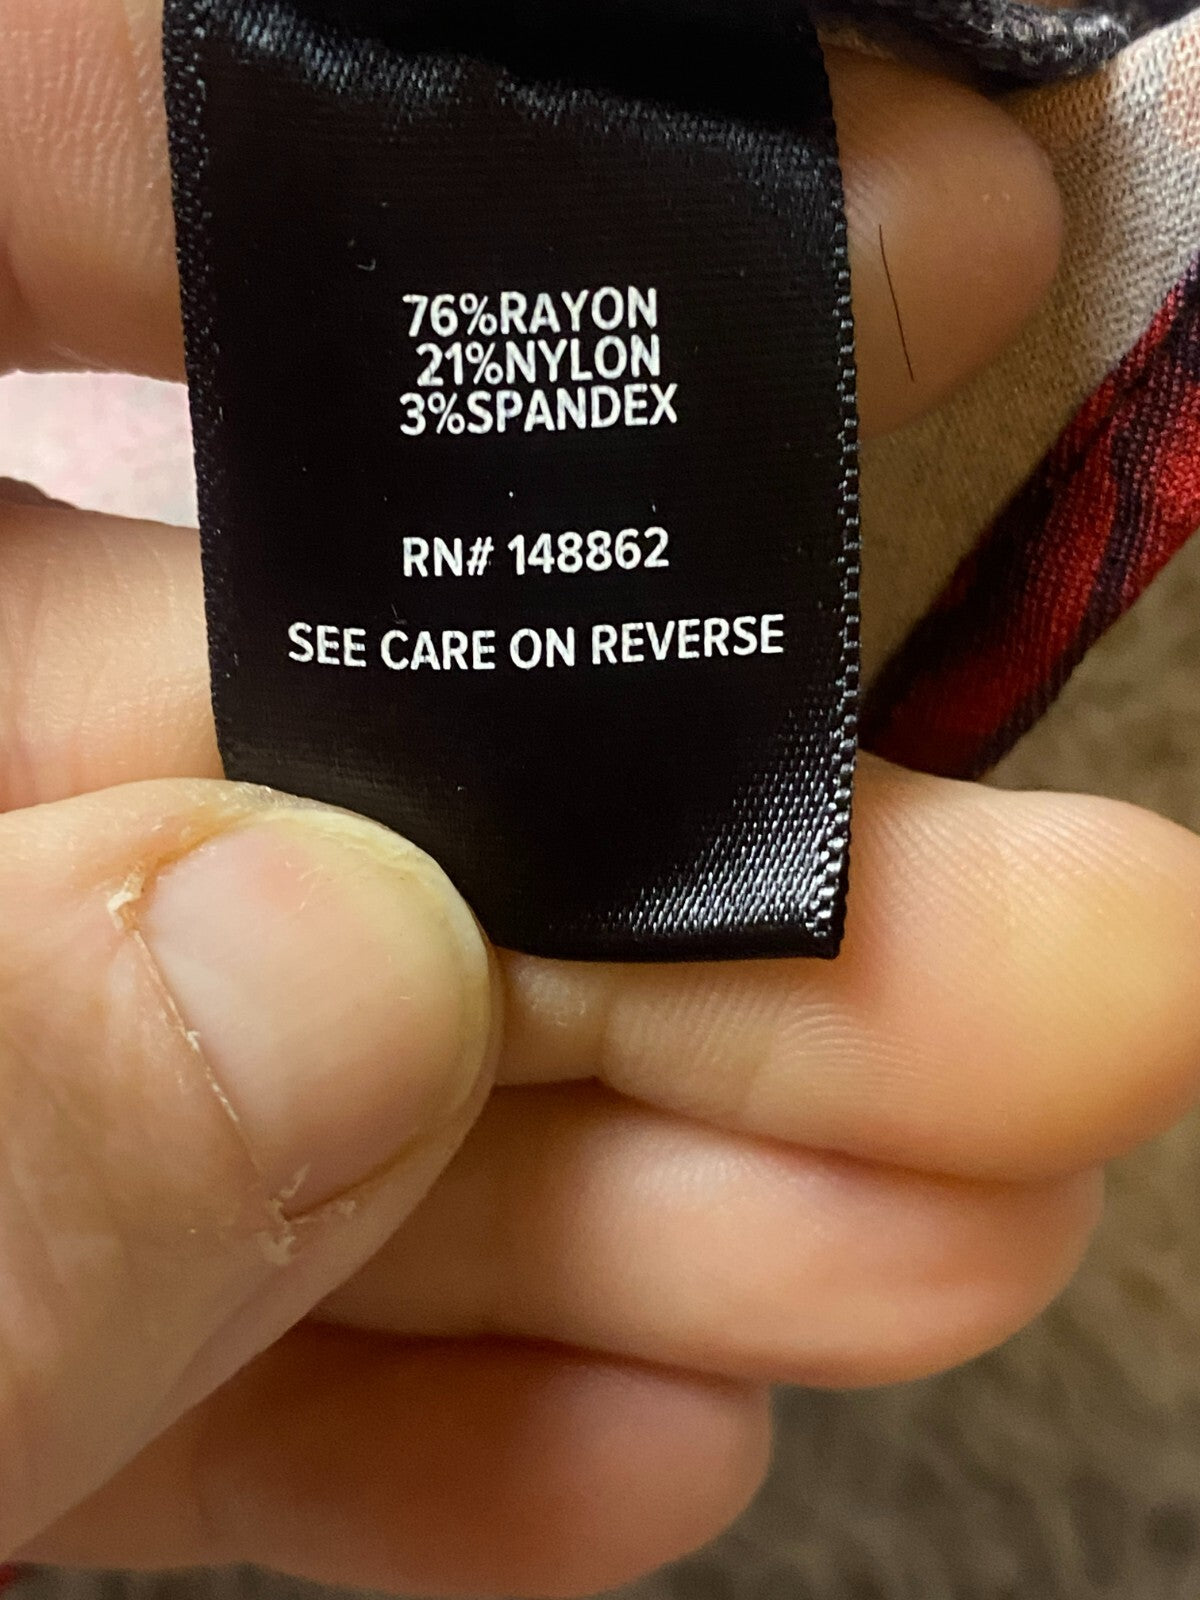 76%RAYON
21%NYLON
3%SPANDEX
RN# 148862
SEE CARE ON REVERSE